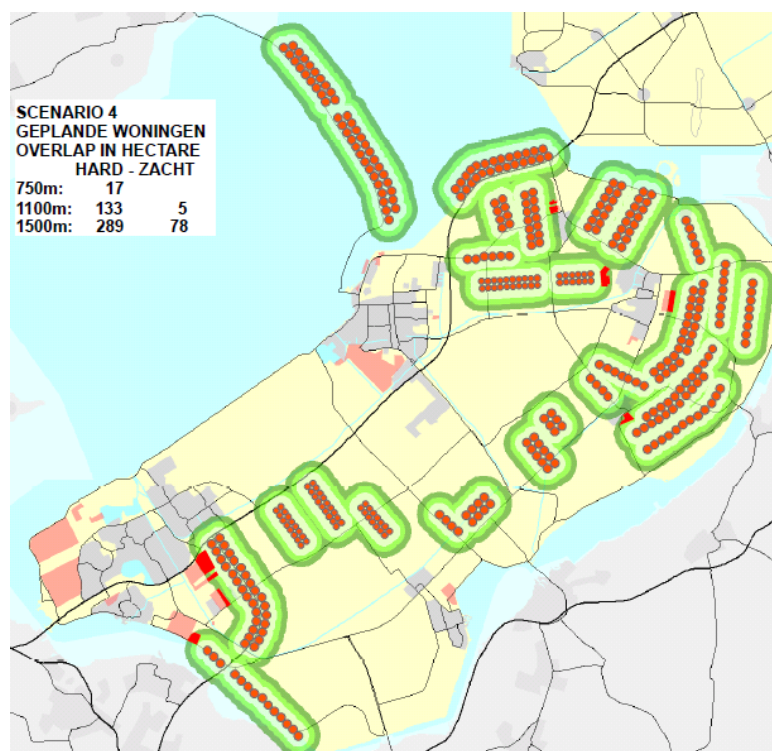 SCENARIO 4
GEPLANDE WONINGEN
OVERLAP IN HECTARE
HARD - ZACHT
750m: 17
1100m: 133 5
1500m: 289 78